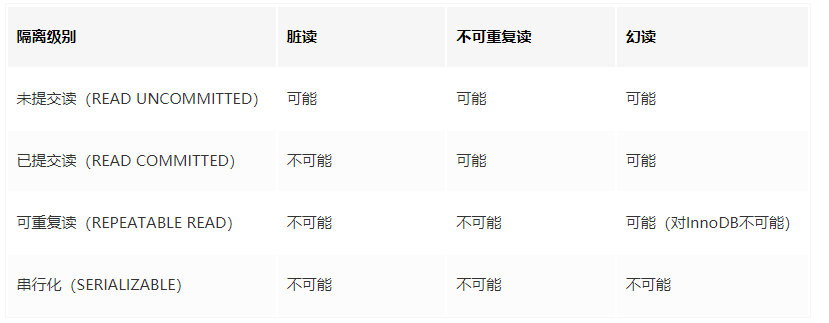 隔离级别 脏读 不可重复读 幻读
未提交读（READ UNCOMMITTED） 可能 可能 可能
已提交读（READ COMMITTED） 不可能 可能 可能
可重复读（REPEATABLE READ） 不可能 不可能 可能（对InnoDB不可能）
串行化（SERIALIZABLE） 不可能 不可能 不可能